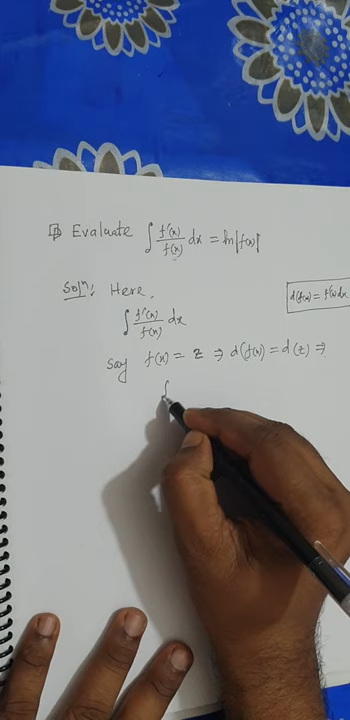 Evaluate ∫ f'(x)/f(x) dx = ln|f(x)|
Solⁿ: Here,
d(f(x)) = f'(x) dx
∫ f'(x)/f(x) dx
Say f(x) = z ⇒ d(f(x)) = d(z) ⇒